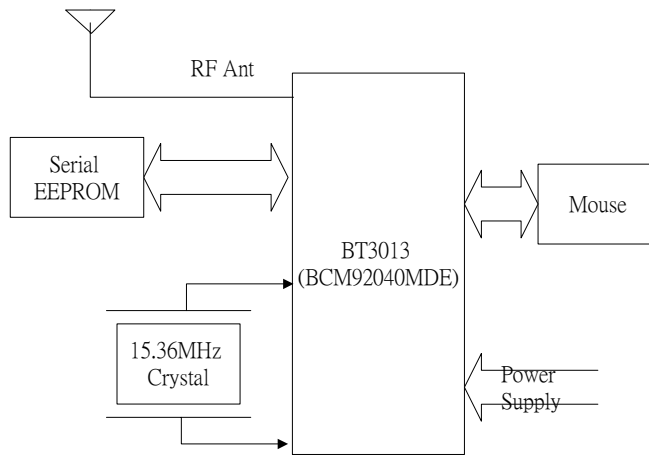 RF Ant
Serial
EEPROM
Mouse
BT3013
(BCM92040MDE)
15.36MHz
Crystal
Power
Supply